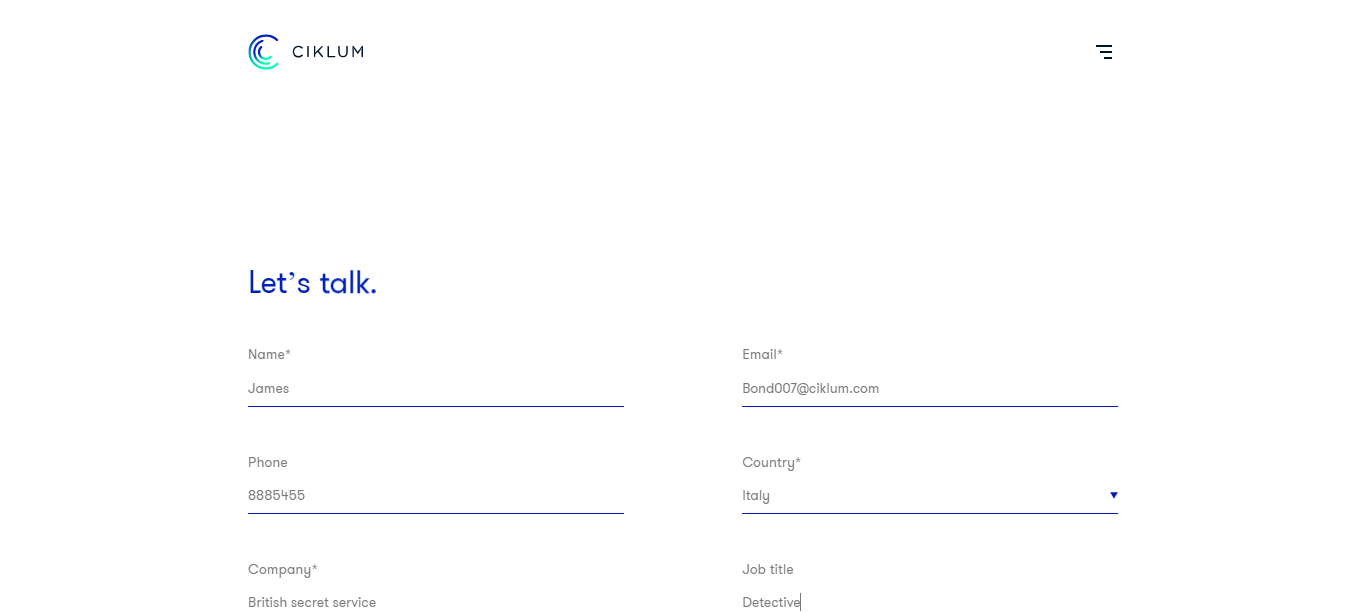 CIKLUM
Let's talk.
Name*
Email*
James
Bond007@ciklum.com
Phone
Country*
8885455
Italy
Company*
Job title
British secret service
Detective